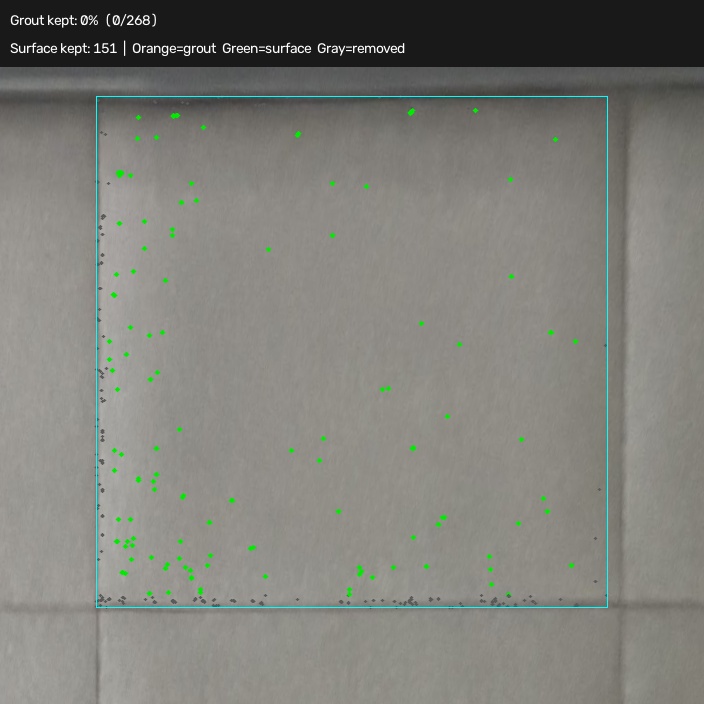 Grout kept: 0% (0/268)
Surface kept: 151 | Orange=grout Green=surface Gray=removed